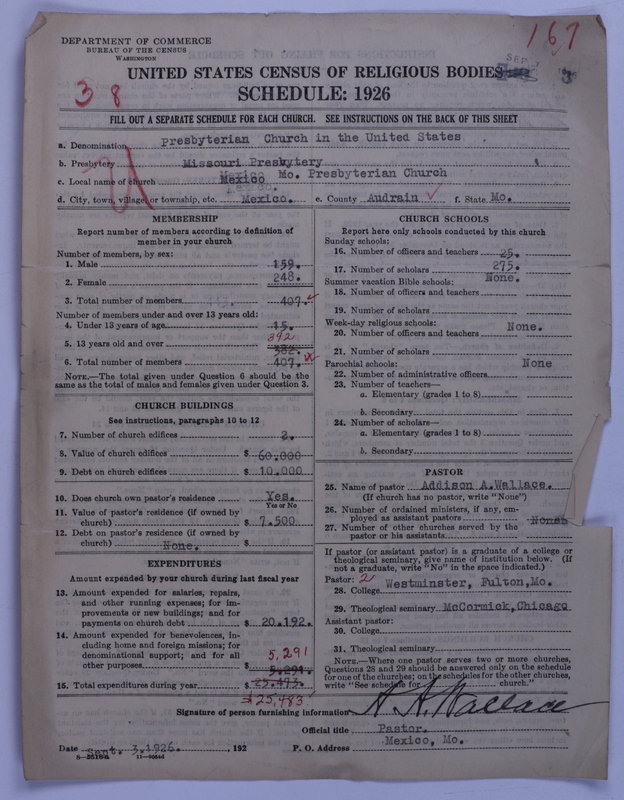 167
DEPARTMENT OF COMMERCE
BUREAU OF THE CENSUS
WASHINGTON
SEP
UNITED STATES CENSUS OF RELIGIOUS BODIES
38
SCHEDULE: 1926
FILL OUT A SEPARATE SCHEDULE FOR EACH CHURCH. SEE INSTRUCTIONS ON THE BACK OF THIS SHEET
a. Denomination Presbyterian Church in the United States
b. Presbytery Missouri Presbytery
c. Local name of church Mexico Mo. Presbyterian Church
d. City, town, village, or township, etc. Mexico. e. County Audrain f. State Mo.
MEMBERSHIP
Report number of members according to definition of member in your church
Number of members, by sex:
1. Male 159.
2. Female 248.
3. Total number of members 407.
Number of members under and over 13 years old:
4. Under 13 years of age 15.
392
5. 13 years old and over 382.
6. Total number of members 407.
NOTE.—The total given under Question 6 should be the
same as the total of males and females given under Question 3.
CHURCH BUILDINGS
See instructions, paragraphs 10 to 12
7. Number of church edifices 2.
8. Value of church edifices $ 60.000
9. Debt on church edifices $ 10.000
10. Does church own pastor's residence Yes.
Yes or No
11. Value of pastor's residence (if owned by
church) $ 7.500
12. Debt on pastor's residence (if owned by
church) None. $
EXPENDITURES
Amount expended by your church during last fiscal year
13. Amount expended for salaries, repairs,
and other running expenses; for im-
provements or new buildings; and for
payments on church debt $ 20.192.
14. Amount expended for benevolences, in-
cluding home and foreign missions; for
denominational support; and for all
5,291
other purposes $ 5.291.
15. Total expenditures during year $ 25.473.
$25,483
CHURCH SCHOOLS
Report here only schools conducted by this church
Sunday schools:
16. Number of officers and teachers 25.
17. Number of scholars 275.
Summer vacation Bible schools: None.
18. Number of officers and teachers
19. Number of scholars
Week-day religious schools: None.
20. Number of officers and teachers
21. Number of scholars
Parochial schools: None
22. Number of administrative officers
23. Number of teachers—
a. Elementary (grades 1 to 8)
b. Secondary
24. Number of scholars—
a. Elementary (grades 1 to 8)
b. Secondary
PASTOR
25. Name of pastor Addison A.Wallace.
(If church has no pastor, write "None")
26. Number of ordained ministers, if any, em-
ployed as assistant pastors
27. Number of other churches served by the
pastor or his assistants
If pastor (or assistant pastor) is a graduate of a college or
theological seminary, give name of institution below. (If
not a graduate, write "No" in the space indicated.)
Pastor: 2
28. College Westminster, Fulton,Mo.
29. Theological seminary McCormick,Chicago
Assistant pastor:
30. College
31. Theological seminary
NOTE.—Where one pastor serves two or more churches,
Questions 28 and 29 should be answered only on the schedule
for one of the churches; on the schedules for the other churches,
write "See schedule for church."
Signature of person furnishing information A. A. Wallace
Official title Pastor.
Date Sept. 3.1926. , 192 P. O. Address Mexico, Mo.